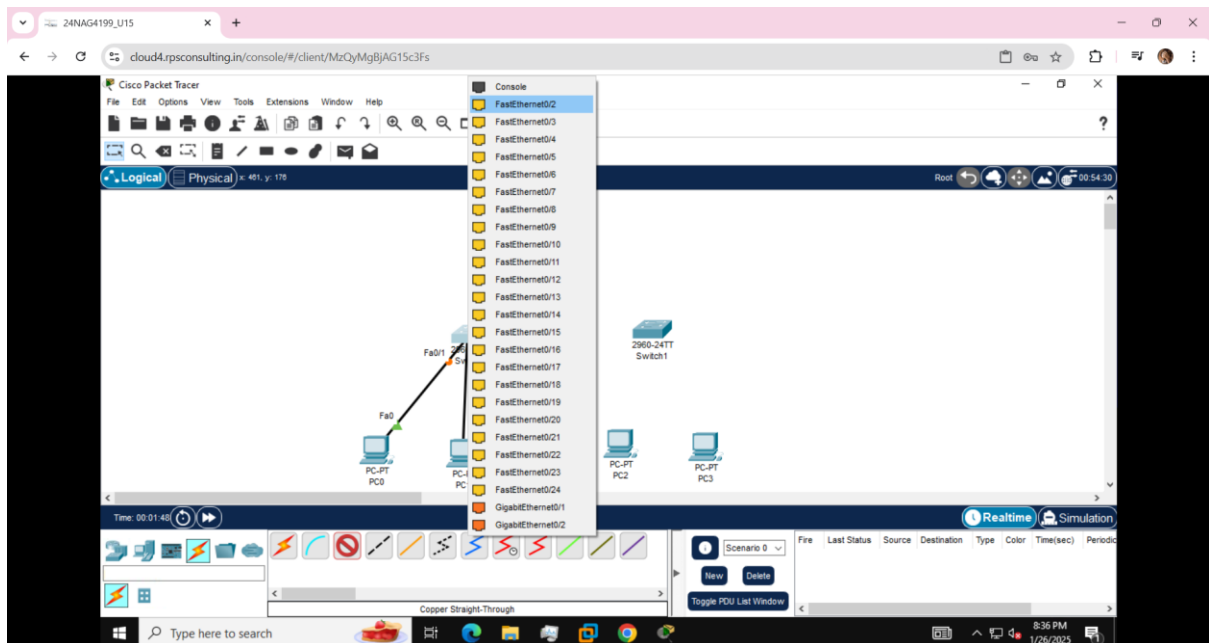 24NAG4199_U15
cloud4.rpsconsulting.in/console/#/client/MzQyMgBjAG15c3Fs
Cisco Packet Tracer
File Edit Options View Tools Extensions Window Help
?
Logical Physical x: 461, y: 178
Root 00:54:30
Console
FastEthernet0/2
FastEthernet0/3
FastEthernet0/4
FastEthernet0/5
FastEthernet0/6
FastEthernet0/7
FastEthernet0/8
FastEthernet0/9
FastEthernet0/10
FastEthernet0/11
FastEthernet0/12
FastEthernet0/13
FastEthernet0/14
FastEthernet0/15
FastEthernet0/16
FastEthernet0/17
FastEthernet0/18
FastEthernet0/19
FastEthernet0/20
FastEthernet0/21
FastEthernet0/22
FastEthernet0/23
FastEthernet0/24
GigabitEthernet0/1
GigabitEthernet0/2
Fa0/1
2960-24TT
Switch1
Fa0
PC-PT
PC0
PC-PT
PC2
PC-PT
PC3
Time: 00:01:48
Realtime Simulation
Scenario 0
New Delete
Toggle PDU List Window
Fire Last Status Source Destination Type Color Time(sec) Periodic
Copper Straight-Through
Type here to search
8:36 PM
1/26/2025